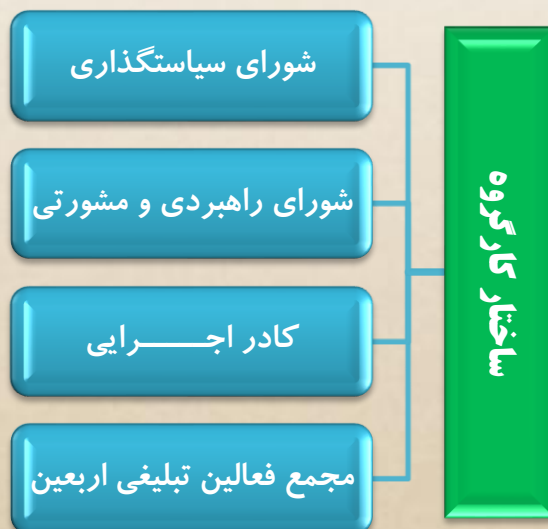 ساختار کارگروه
شورای سیاستگذاری
شورای راهبردی و مشورتی
کادر اجـــــرایی
مجمع فعالین تبلیغی اربعین